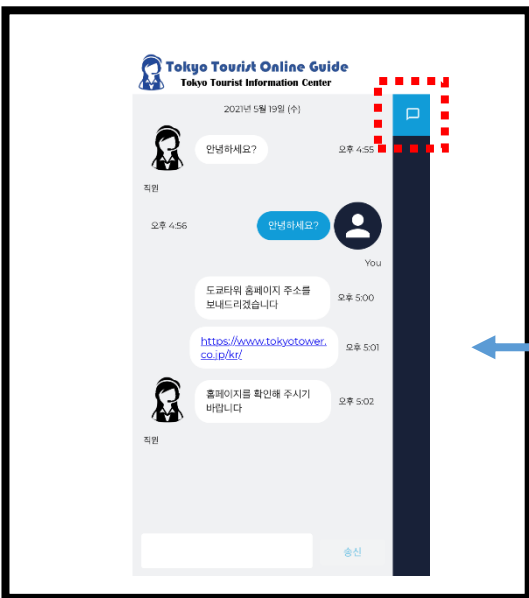 Tokyo Tourist Online Guide
Tokyo Tourist Information Center
2021년 5월 19일 (수)
안녕하세요?
오후 4:55
직원
오후 4:56
안녕하세요?
You
도쿄타워 홈페이지 주소를
보내드리겠습니다
오후 5:00
https://www.tokyotower.
co.jp/kr/
오후 5:01
홈페이지를 확인해 주시기
바랍니다
오후 5:02
직원
송신